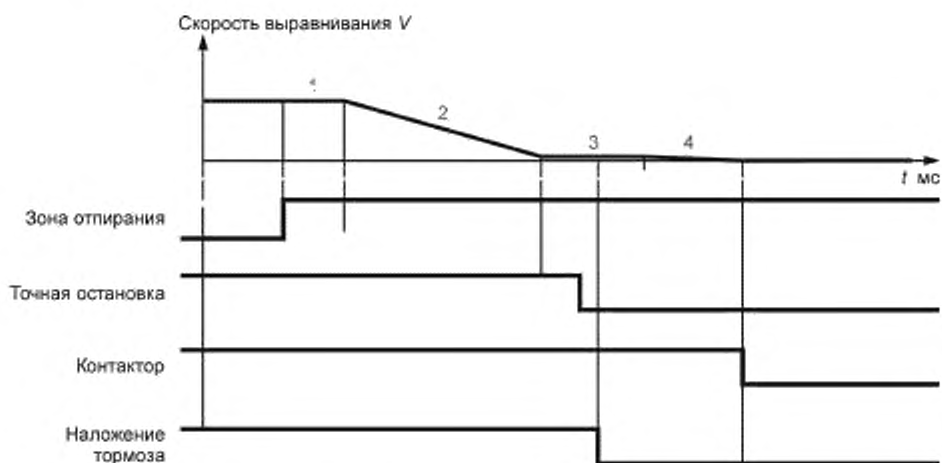 Скорость выравнивания V
1
2
3
4
t мс
Зона отпирания
Точная остановка
Контактор
Наложение
тормоза